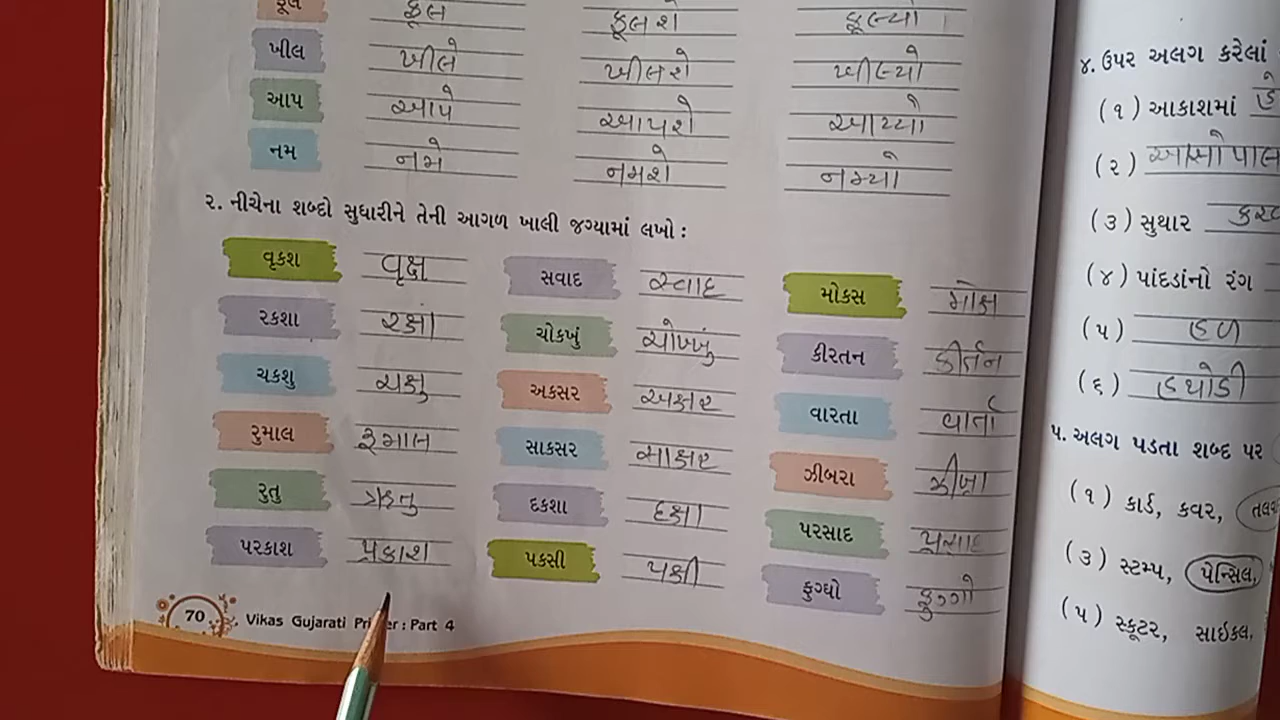 ફૂલ ફૂલે ફૂલશે ફૂલ્યો
ખીલ ખીલે ખીલશે ખીલ્યો
આપ આપે આપશે આપ્યો
નમ નમે નમશે નમ્યો
૨. નીચેના શબ્દો સુધારીને તેની આગળ ખાલી જગ્યામાં લખો :
વૃકશ વૃક્ષ સવાદ સ્વાદ મોકસ મોક્ષ
રકશા રક્ષા ચોકખું ચોખ્ખું કીરતન કીર્તન
ચકશુ ચક્ષુ અકસર અક્ષર વારતા વાર્તા
રુમાલ રૂમાલ સાકસર સાક્ષર ઝીબરા ઝીબ્રા
રુતુ ઋતુ દકશા દક્ષા પરસાદ પ્રસાદ
પરકાશ પ્રકાશ પકસી પક્ષી ફુગ્ધો ફુગ્ગો
70 Vikas Gujarati Primer : Part 4
૪. ઉપર અલગ કરેલાં
(૧) આકાશમાં
(૨) આસોપાલ
(૩) સુથાર
(૪) પાંદડાંનો રંગ
(૫) હળ
(૬) હથોડી
૫. અલગ પડતા શબ્દ પર
(૧) કાર્ડ, કવર,
(૩) સ્ટમ્પ, પેન્સિલ,
(૫) સ્કૂટર, સાઇકલ,